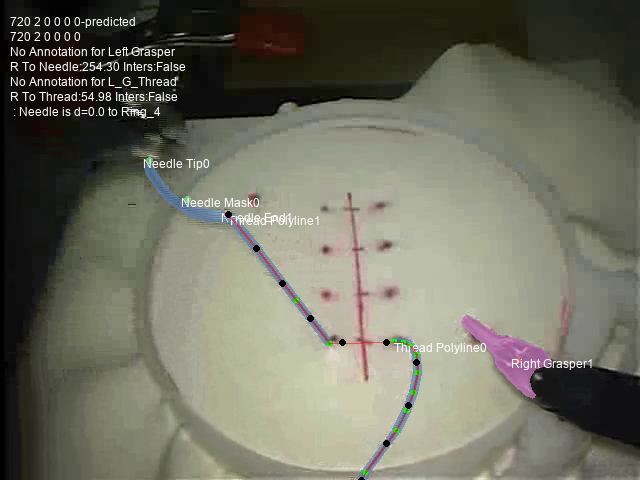 720 2 0 0 0 0-predicted
720 2 0 0 0 0
No Annotation for Left Grasper
R To Needle:254.30 Inters:False
No Annotation for L_G_Thread
R To Thread:54.98 Inters:False
: Needle is d=0.0 to Ring_4
Needle Tip0
Needle Mask0
Needle End1
Thread Polyline1
Thread Polyline0
Right Grasper1